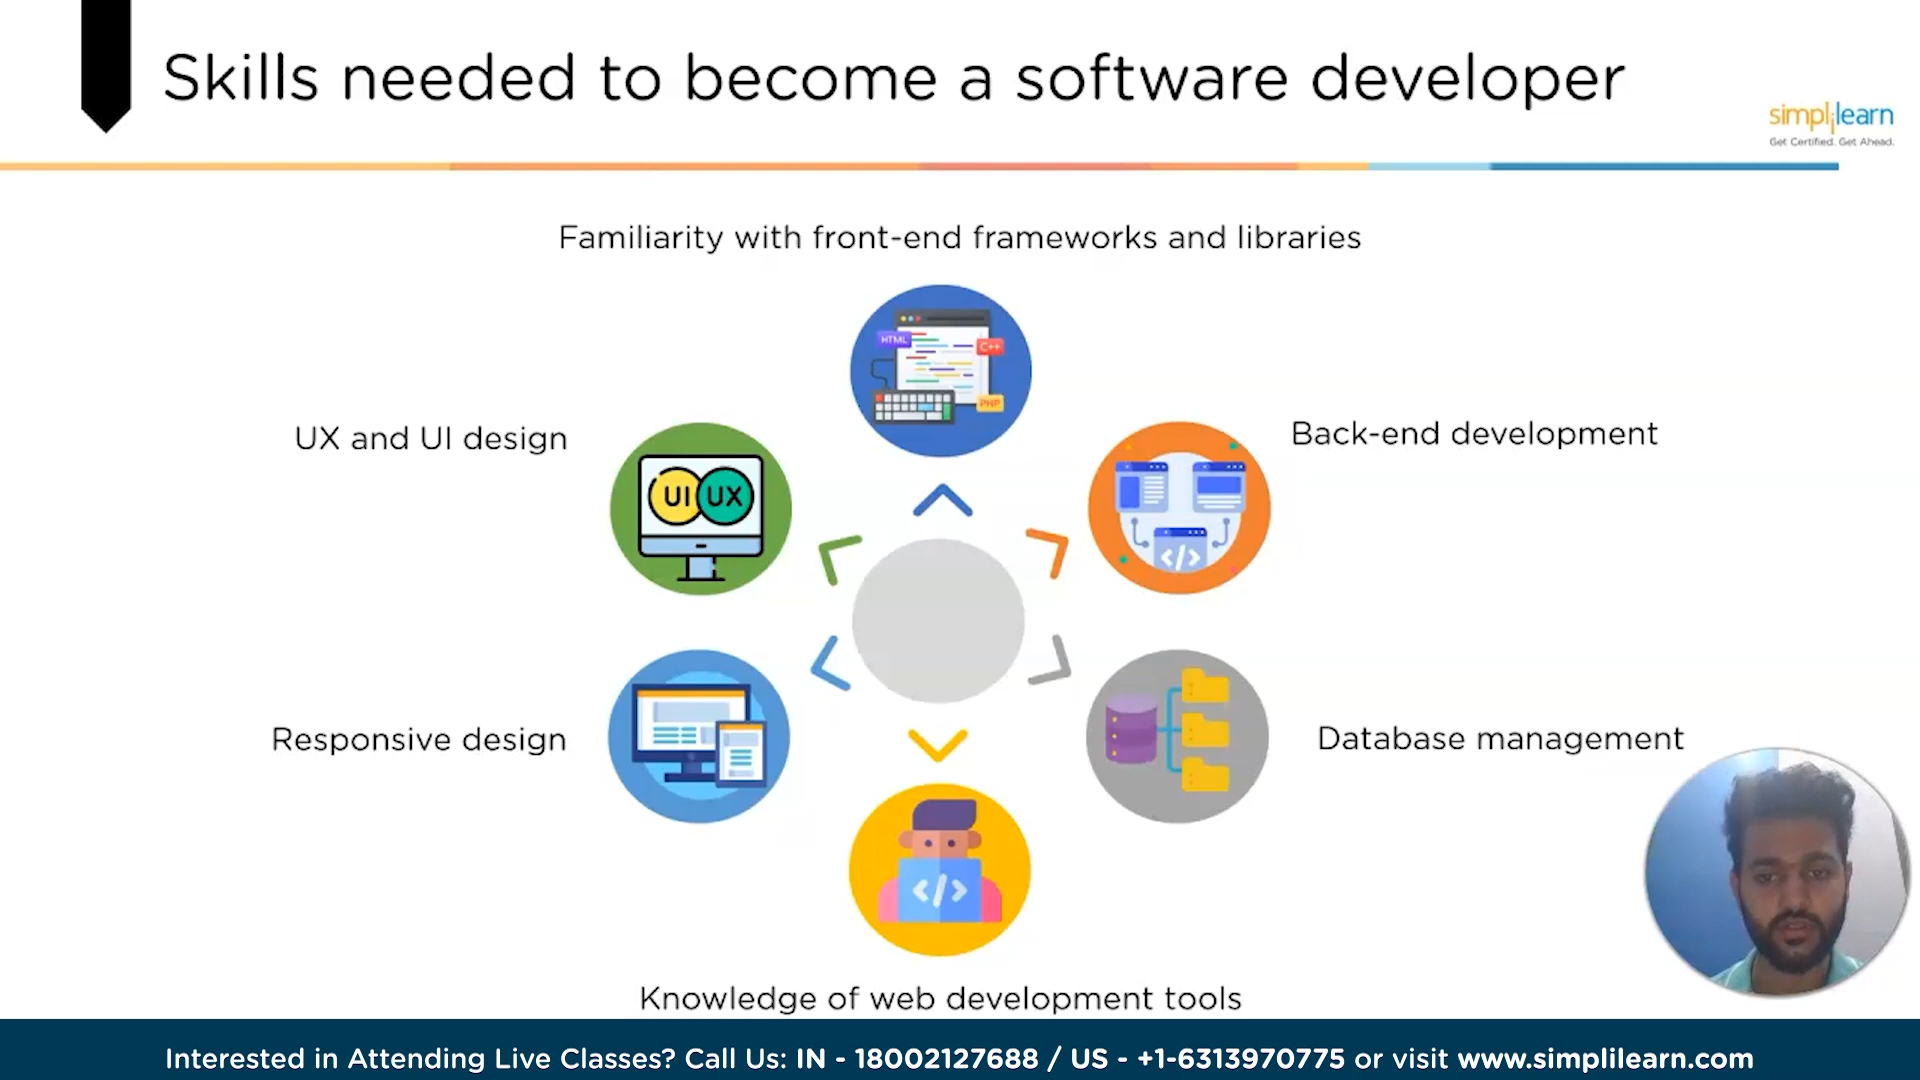 Skills needed to become a software developer
simplilearn
Get Certified. Get Ahead.
Familiarity with front-end frameworks and libraries
HTML
C++
PHP
UX and UI design
UI UX
Back-end development
</>
Responsive design
Database management
</>
Knowledge of web development tools
Interested in Attending Live Classes? Call Us: IN - 18002127688 / US - +1-6313970775 or visit www.simplilearn.com